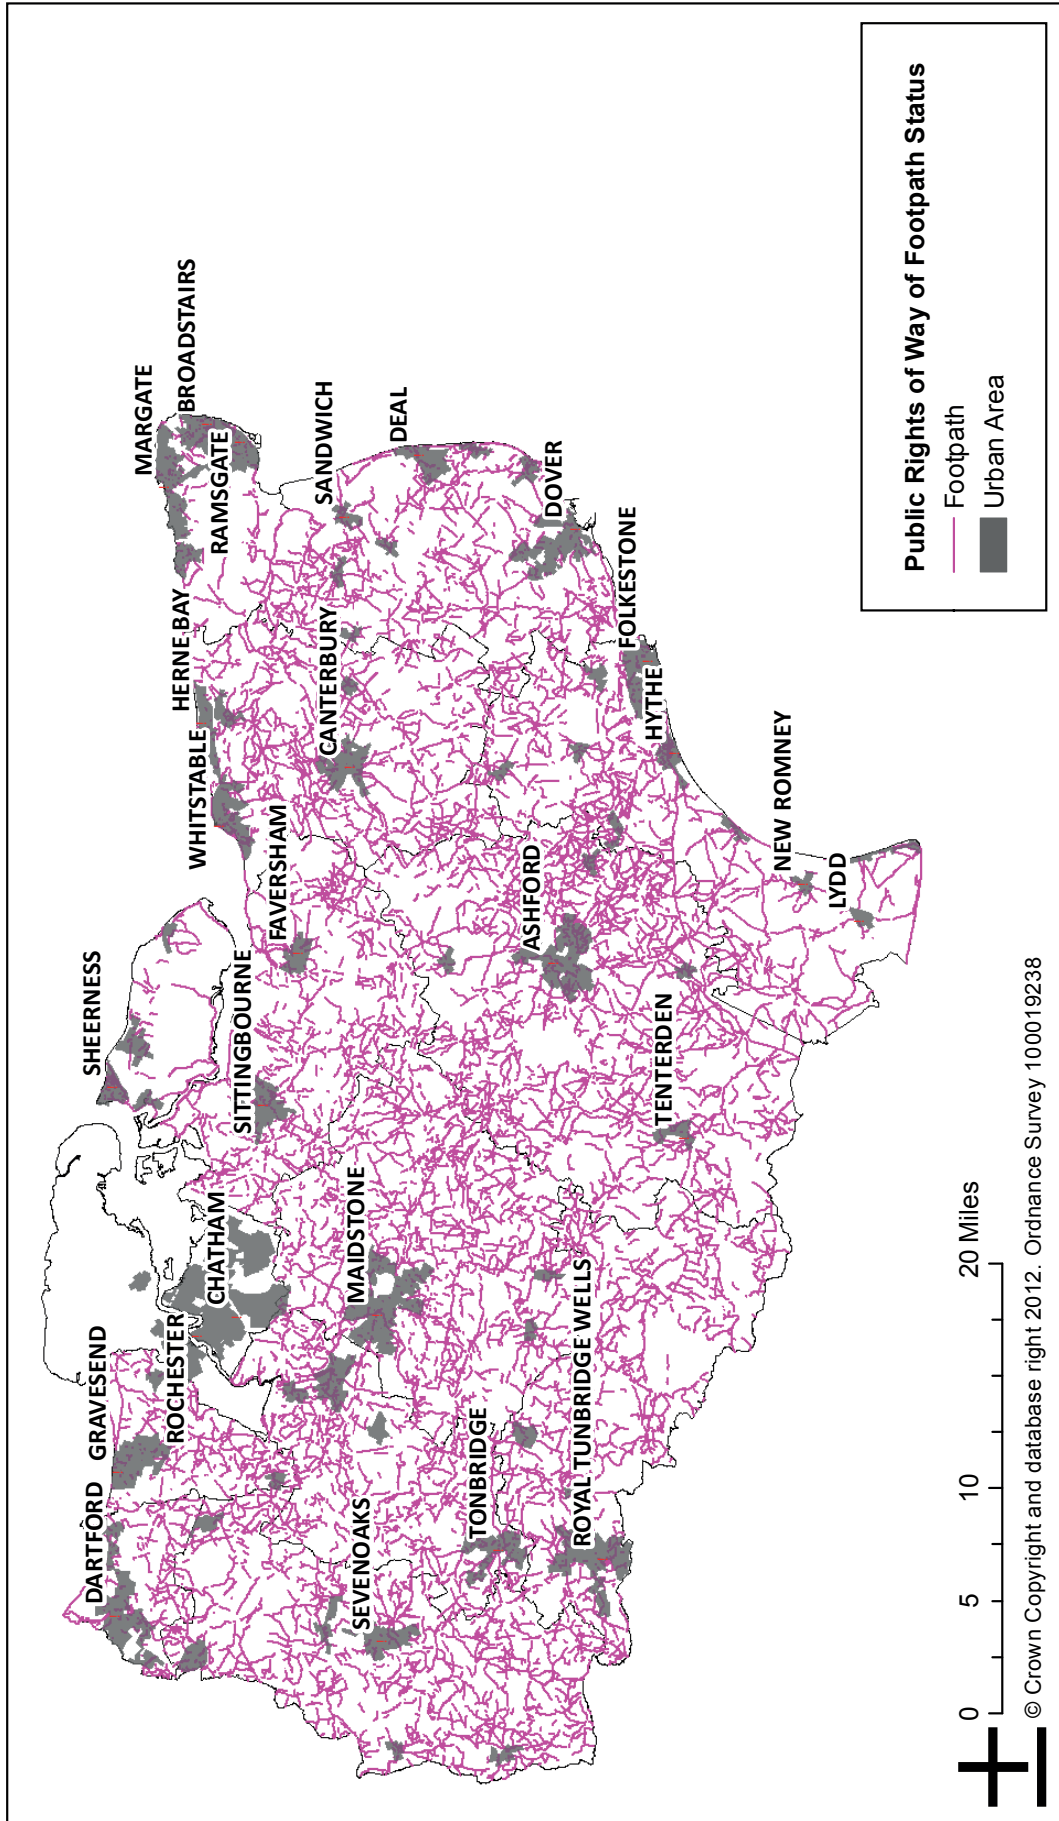 MARGATE
BROADSTAIRS
RAMSGATE
HERNE BAY
WHITSTABLE
SHEERNESS
SANDWICH
DEAL
DOVER
CANTERBURY
FAVERSHAM
SITTINGBOURNE
CHATHAM
ROCHESTER
GRAVESEND
DARTFORD
MAIDSTONE
SEVENOAKS
TONBRIDGE
ROYAL TUNBRIDGE WELLS
TENTERDEN
ASHFORD
FOLKESTONE
HYTHE
NEW ROMNEY
LYDD
Public Rights of Way of Footpath Status
Footpath
Urban Area
0 5 10 20 Miles
© Crown Copyright and database right 2012. Ordnance Survey 100019238